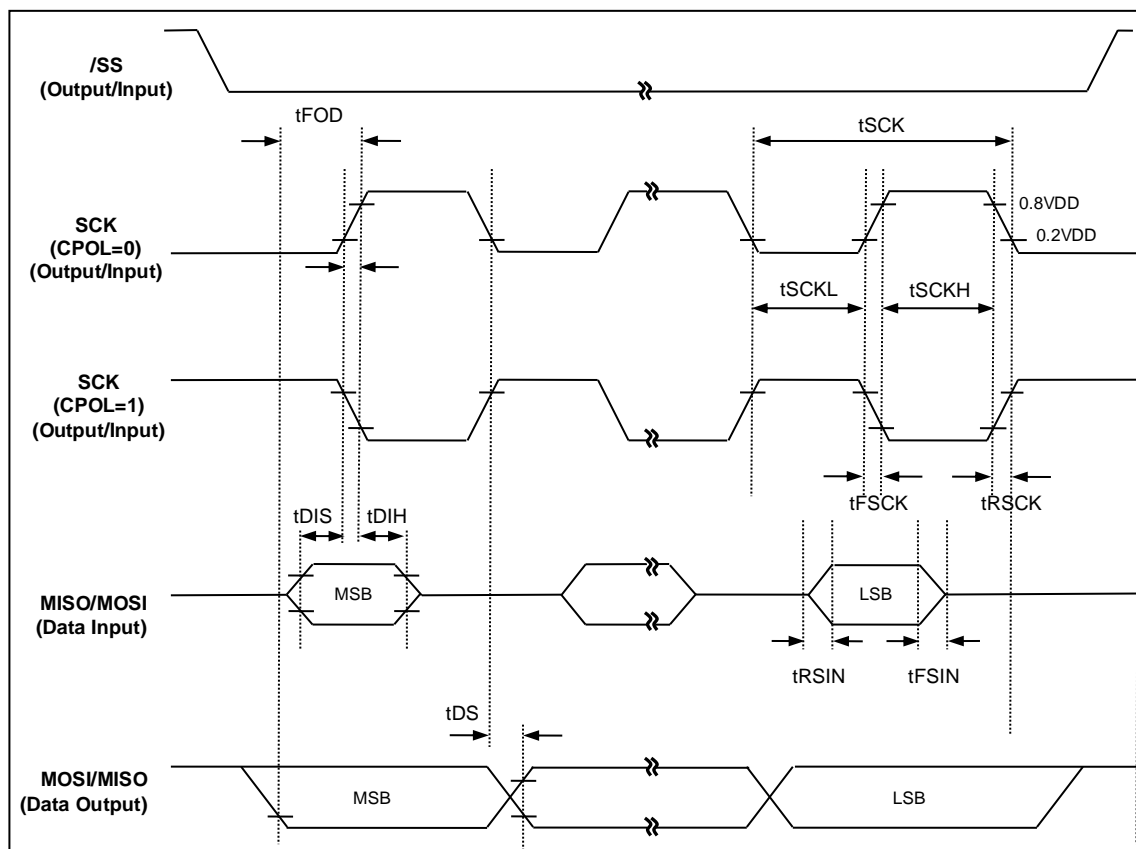 /SS
(Output/Input)
tFOD
tSCK
SCK
(CPOL=0)
(Output/Input)
0.8VDD
0.2VDD
tSCKL
tSCKH
SCK
(CPOL=1)
(Output/Input)
tFSCK
tRSCK
tDIS
tDIH
MISO/MOSI
(Data Input)
MSB
LSB
tRSIN
tFSIN
tDS
MOSI/MISO
(Data Output)
MSB
LSB